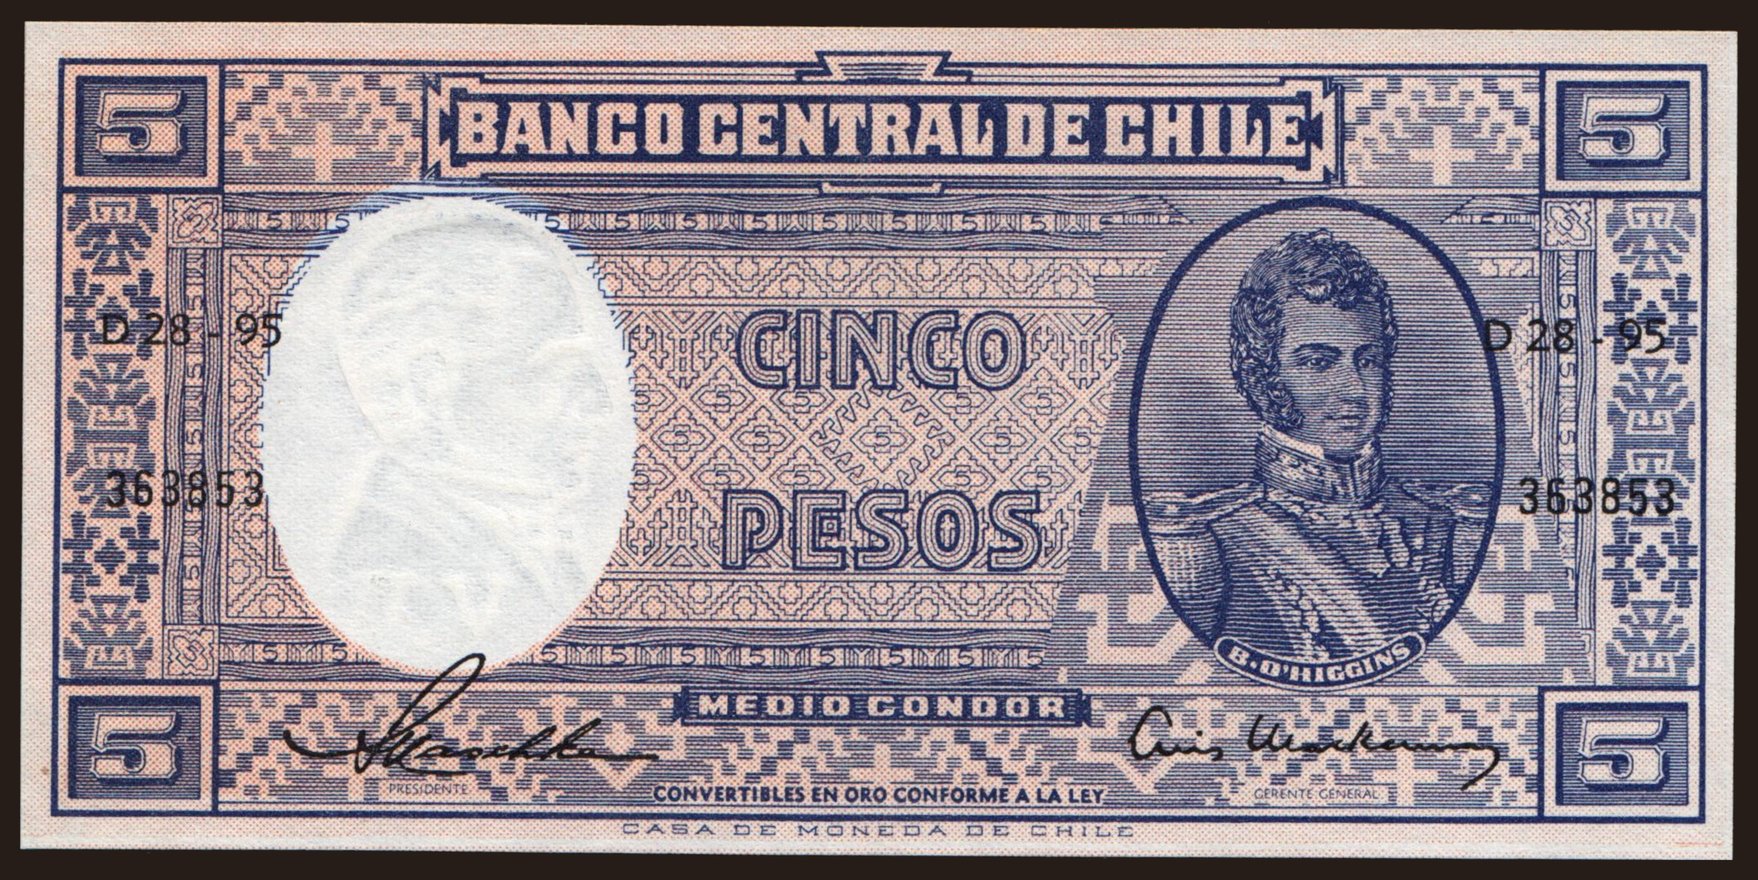 5 BANCO CENTRAL DE CHILE 5
D 28 - 95 D 28 - 95
CINCO
363853 363853
PESOS
B. O'HIGGINS
5 MEDIO CONDOR 5
PRESIDENTE GERENTE GENERAL
CONVERTIBLES EN ORO CONFORME A LA LEY
CASA DE MONEDA DE CHILE